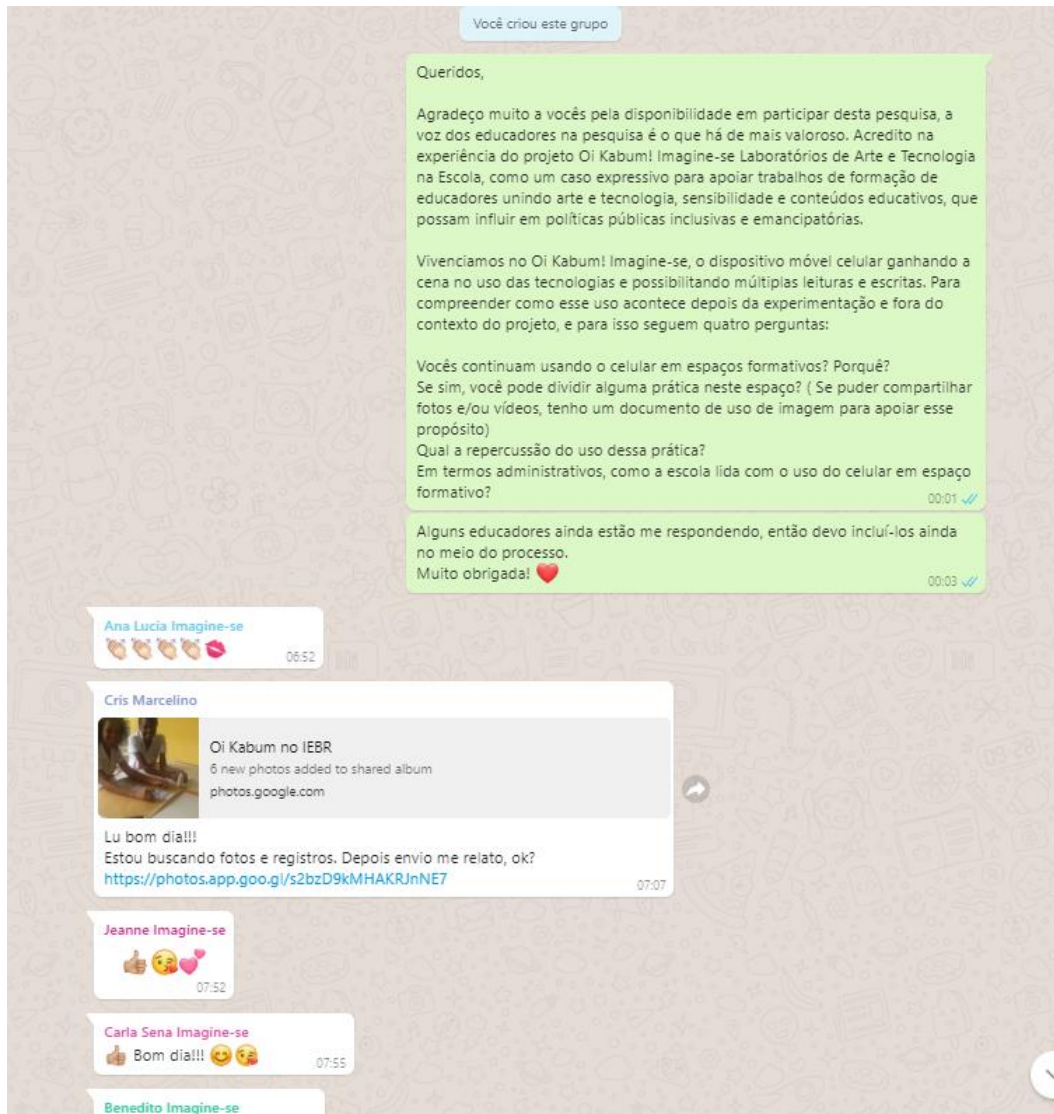 Você criou este grupo
Queridos,
Agradeço muito a vocês pela disponibilidade em participar desta pesquisa, a
voz dos educadores na pesquisa é o que há de mais valoroso. Acredito na
experiência do projeto Oi Kabum! Imagine-se Laboratórios de Arte e Tecnologia
na Escola, como um caso expressivo para apoiar trabalhos de formação de
educadores unindo arte e tecnologia, sensibilidade e conteúdos educativos, que
possam influir em políticas públicas inclusivas e emancipatórias.
Vivenciamos no Oi Kabum! Imagine-se, o dispositivo móvel celular ganhando a
cena no uso das tecnologias e possibilitando múltiplas leituras e escritas. Para
compreender como esse uso acontece depois da experimentação e fora do
contexto do projeto, e para isso seguem quatro perguntas:
Vocês continuam usando o celular em espaços formativos? Porquê?
Se sim, você pode dividir alguma prática neste espaço? ( Se puder compartilhar
fotos e/ou vídeos, tenho um documento de uso de imagem para apoiar esse
propósito)
Qual a repercussão do uso dessa prática?
Em termos administrativos, como a escola lida com o uso do celular em espaço
formativo?
00:01
Alguns educadores ainda estão me respondendo, então devo incluí-los ainda
no meio do processo.
Muito obrigada! ❤️
00:03
Ana Lucia Imagine-se
👏🏻👏🏻👏🏻👏🏻💋 06:52
Cris Marcelino
Oi Kabum no IEBR
6 new photos added to shared album
photos.google.com
Lu bom dia!!!
Estou buscando fotos e registros. Depois envio me relato, ok?
https://photos.app.goo.gl/s2bzD9kMHAKRJnNE7 07:07
Jeanne Imagine-se
👍🏼😘💕
07:52
Carla Sena Imagine-se
👍🏼 Bom dia!!! 😊😘 07:55
Benedito Imagine-se